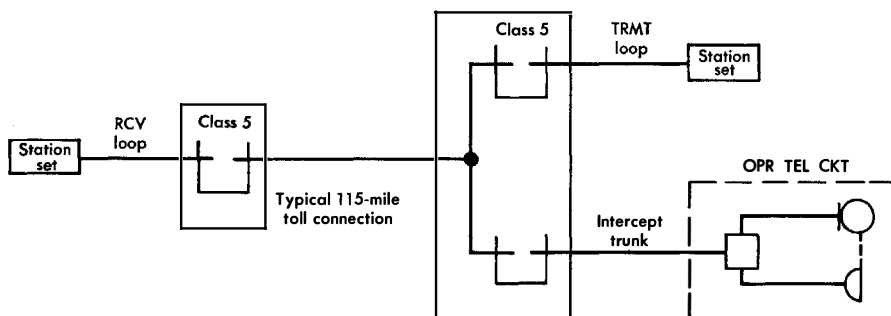 Class 5
TRMT
loop
Station
set
RCV
loop
Class 5
Station
set
Typical 115-mile
toll connection
OPR TEL CKT
Intercept
trunk